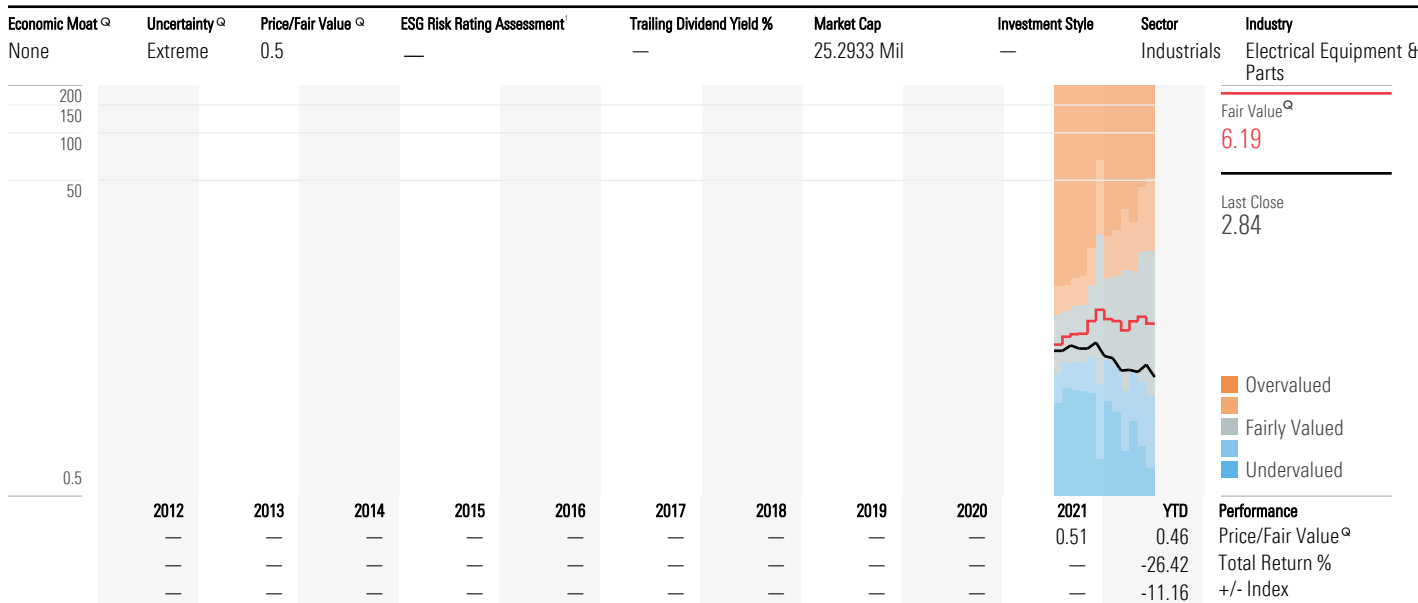 Economic Moat Q Uncertainty Q Price/Fair Value Q ESG Risk Rating Assessment¹ Trailing Dividend Yield % Market Cap Investment Style Sector Industry
None Extreme 0.5 — — 25.2933 Mil — Industrials Electrical Equipment &
Parts
200
150
100
50
0.5
Fair Value Q
6.19
Last Close
2.84
Overvalued
Fairly Valued
Undervalued
2012 2013 2014 2015 2016 2017 2018 2019 2020 2021 YTD Performance
— — — — — — — — — 0.51 0.46 Price/Fair Value Q
— — — — — — — — — — -26.42 Total Return %
— — — — — — — — — — -11.16 +/- Index